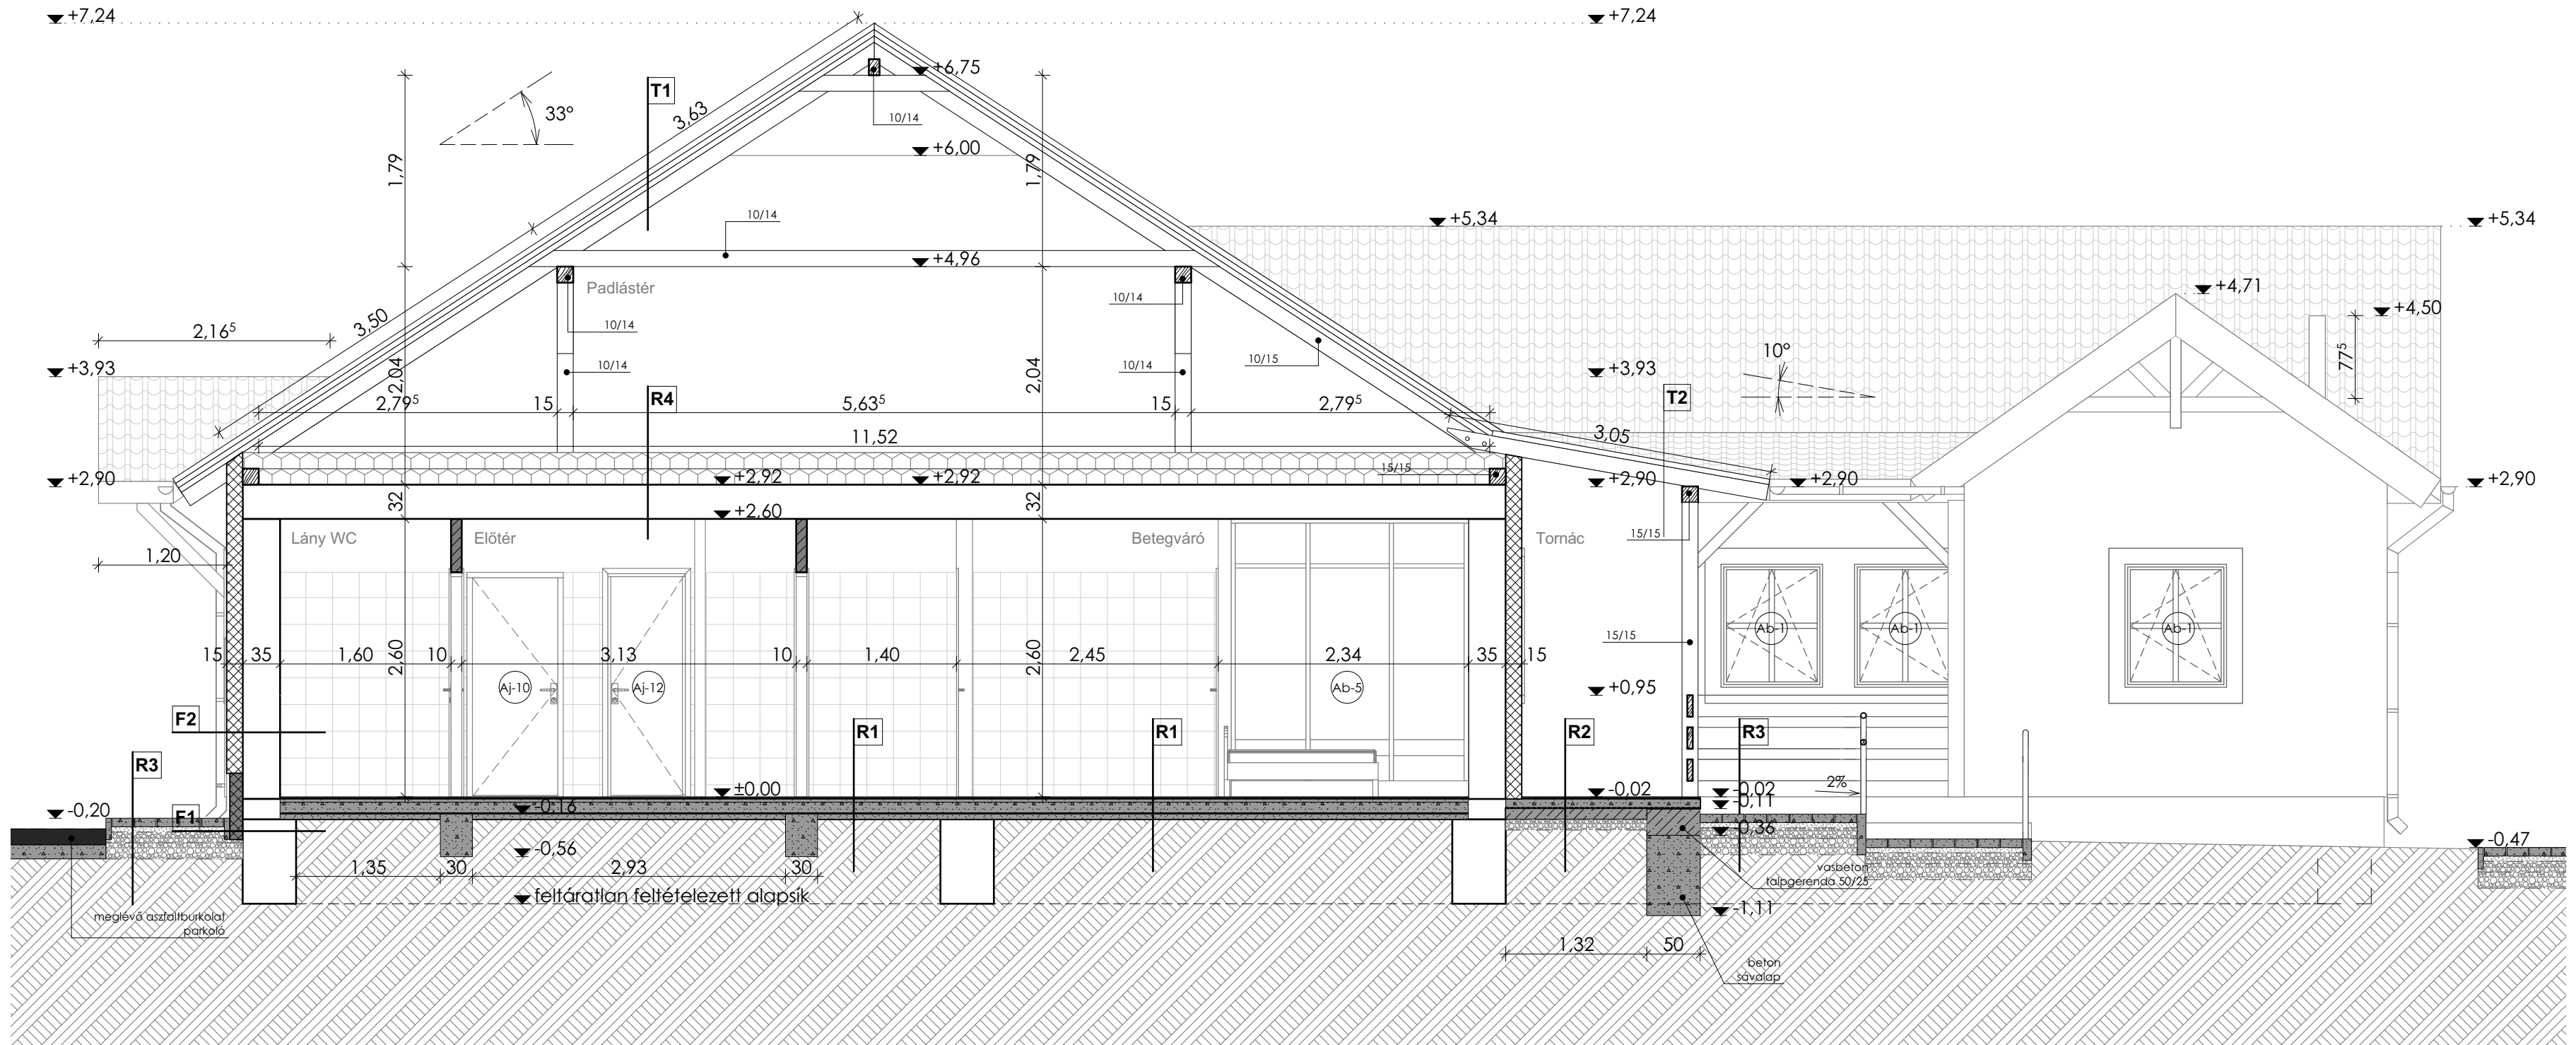 +7,24
+7,24
+6,75
T1
3,63
33°
10/14
1,79
1,79
+6,00
10/14
+5,34
+5,34
+4,96
Padlástér
10/14
+4,71
+4,50
2,16⁵
3,50
10/14
10°
77⁵
+3,93
2,04
10/14
10/14
2,04
10/15
+3,93
T2
2,79⁵
15
R4
5,63⁵
15
2,79⁵
11,52
3,05
+2,90
+2,92
+2,92
15/15
+2,90
+2,90
+2,90
32
32
+2,60
Lány WC
Előtér
Betegváró
Tornác
15/15
1,20
Ab-1
Ab-1
Ab-1
15/15
15
35
1,60
2,60
10
3,13
10
1,40
2,60
2,45
2,34
35
15
Aj-10
Aj-12
Ab-5
+0,95
F2
R1
R1
R2
R3
R3
2%
±0,00
-0,02
-0,02
-0,11
-0,20
F1
-0,16
-0,36
-0,47
-0,56
1,35
30
2,93
30
vasbeton
talpgerenda 50/25
feltáratlan feltételezett alapsík
-1,11
meglévő aszfaltburkolat
parkoló
1,32
50
beton
sávalap